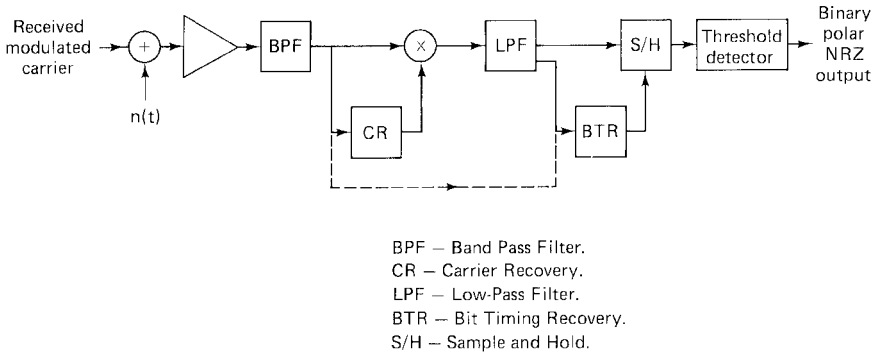 Received
modulated
carrier
+
n(t)
BPF
CR
X
LPF
BTR
S/H
Threshold
detector
Binary
polar
NRZ
output
BPF — Band Pass Filter.
CR — Carrier Recovery.
LPF — Low-Pass Filter.
BTR — Bit Timing Recovery.
S/H — Sample and Hold.